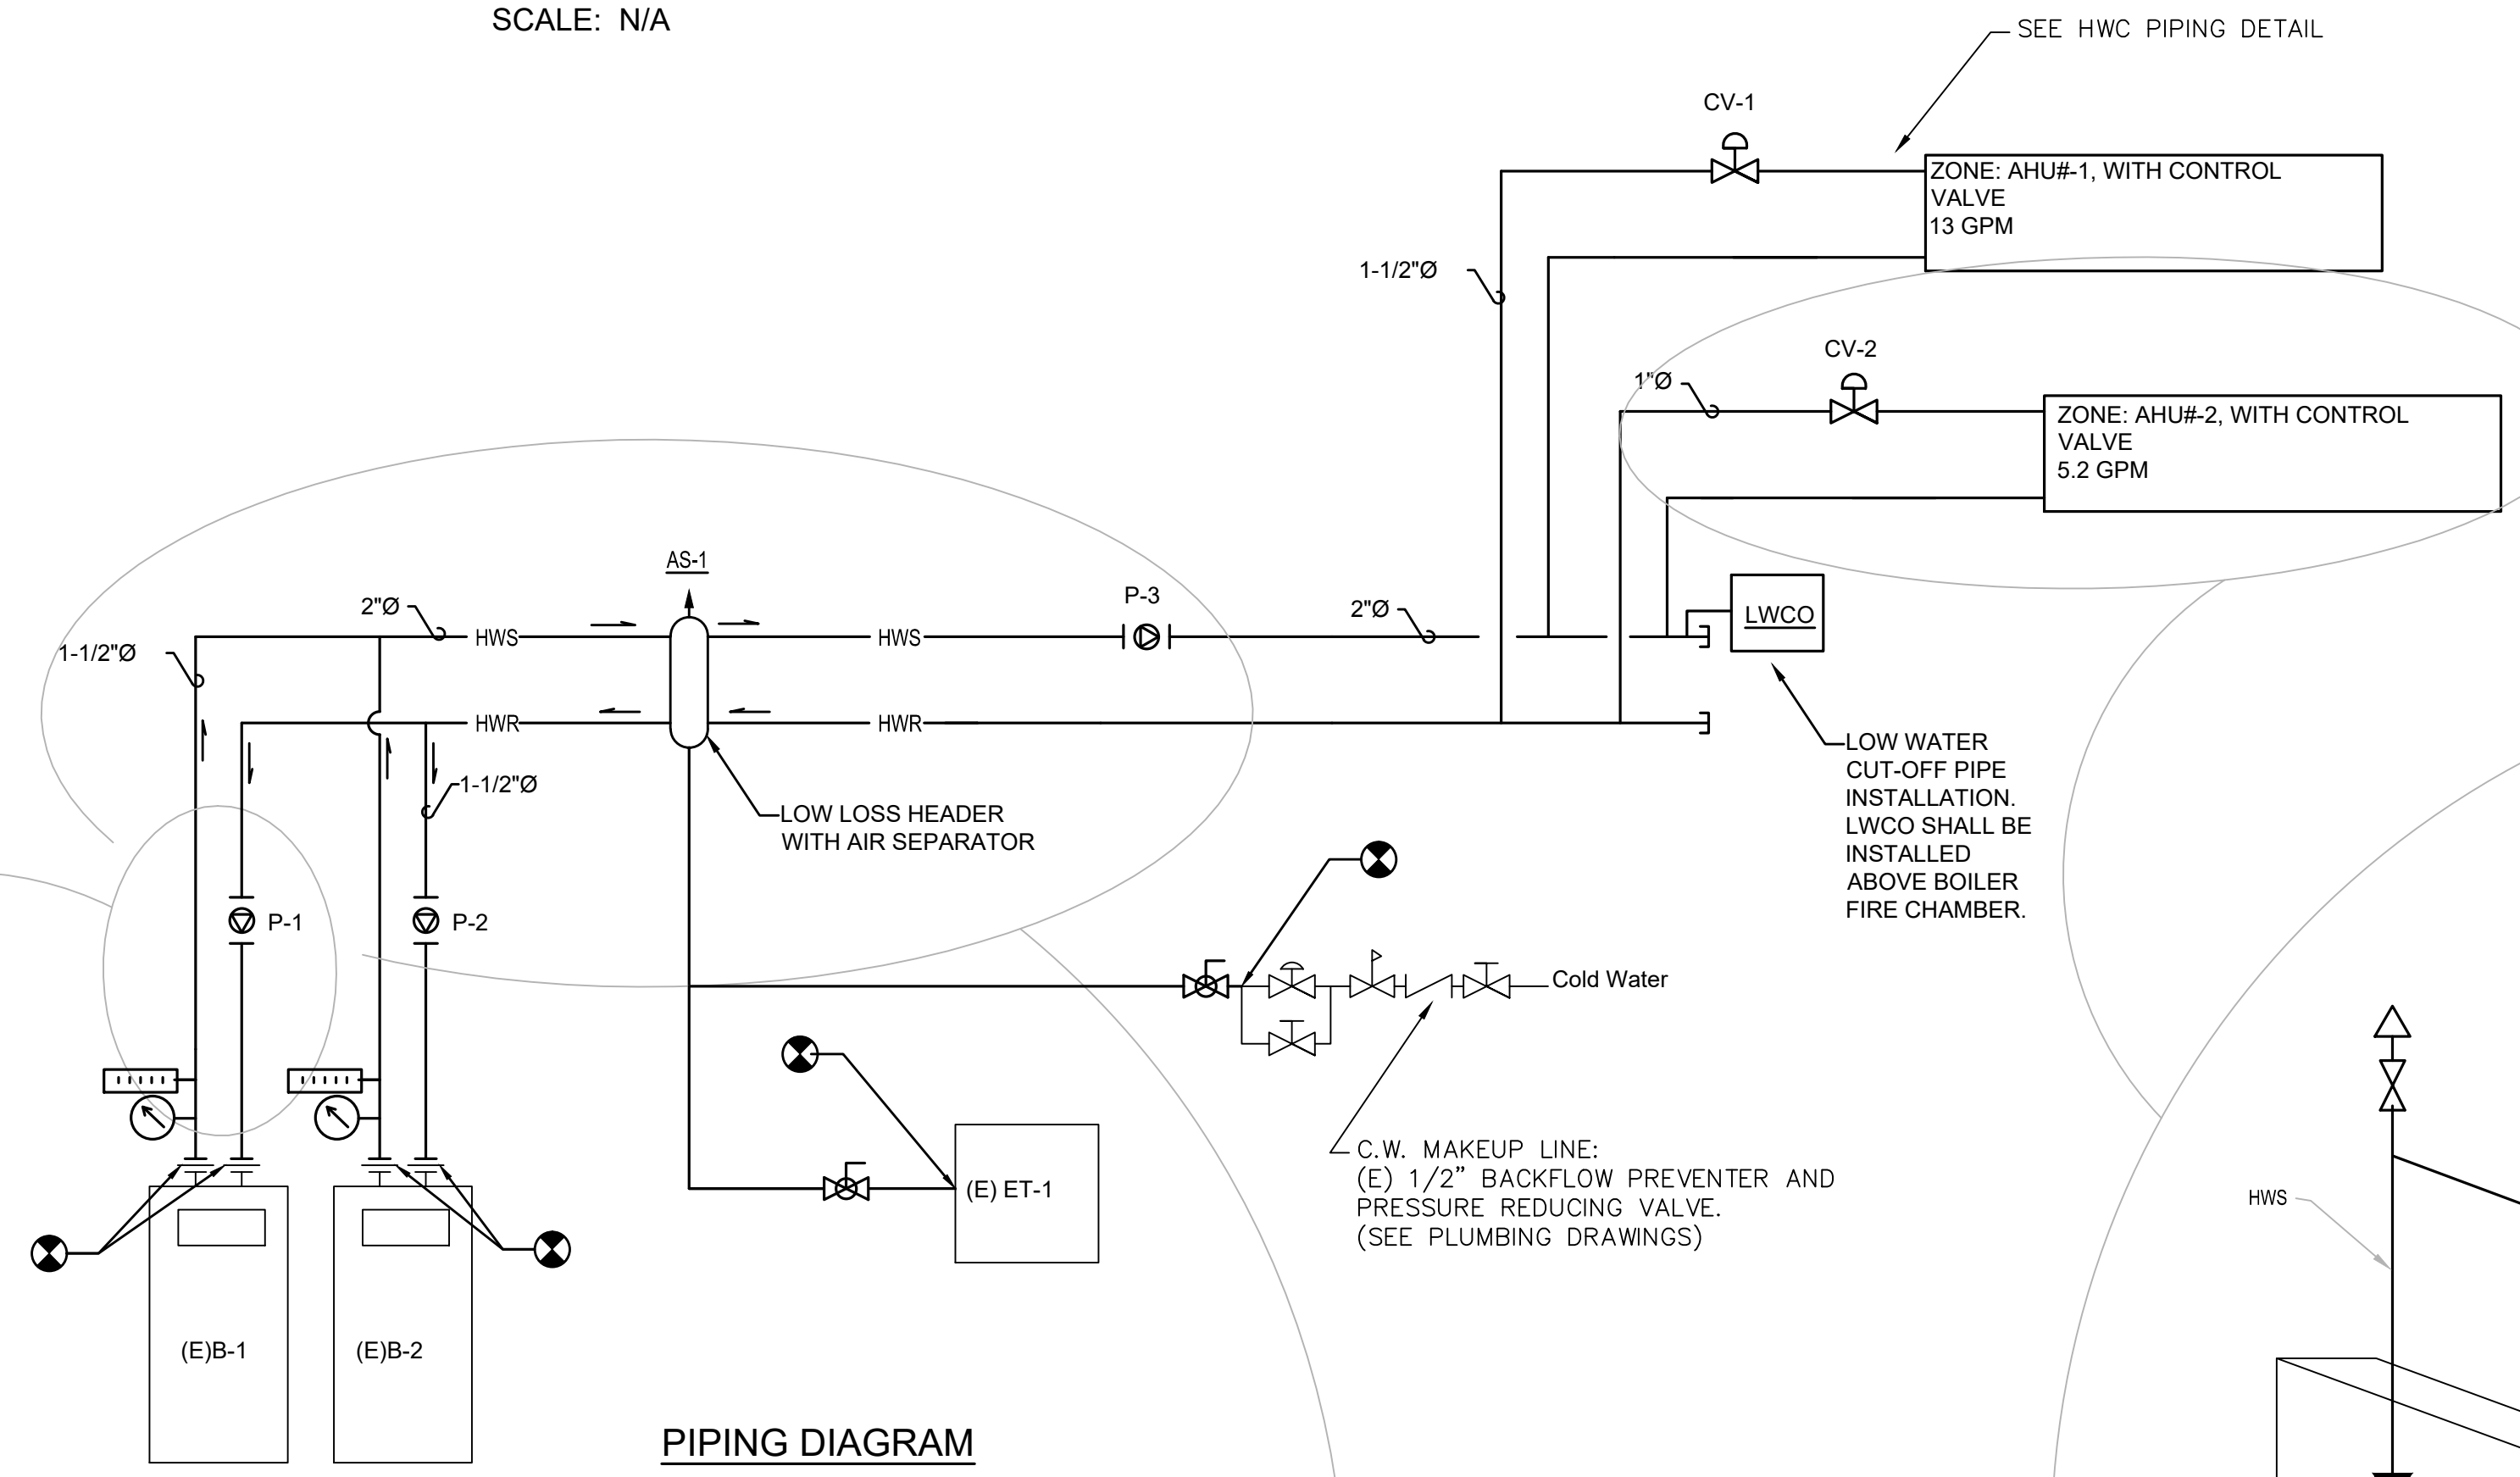 SCALE: N/A
SEE HWC PIPING DETAIL
CV-1
ZONE: AHU#-1, WITH CONTROL
VALVE
13 GPM
1-1/2"Ø
CV-2
1"Ø
ZONE: AHU#-2, WITH CONTROL
VALVE
5.2 GPM
AS-1
P-3
2"Ø
2"Ø
LWCO
HWS
HWS
1-1/2"Ø
HWR
HWR
1-1/2"Ø
LOW LOSS HEADER
WITH AIR SEPARATOR
LOW WATER
CUT-OFF PIPE
INSTALLATION.
LWCO SHALL BE
INSTALLED
ABOVE BOILER
FIRE CHAMBER.
P-1
P-2
Cold Water
C.W. MAKEUP LINE:
(E) 1/2” BACKFLOW PREVENTER AND
PRESSURE REDUCING VALVE.
(SEE PLUMBING DRAWINGS)
(E) ET-1
HWS
(E)B-1
(E)B-2
PIPING DIAGRAM